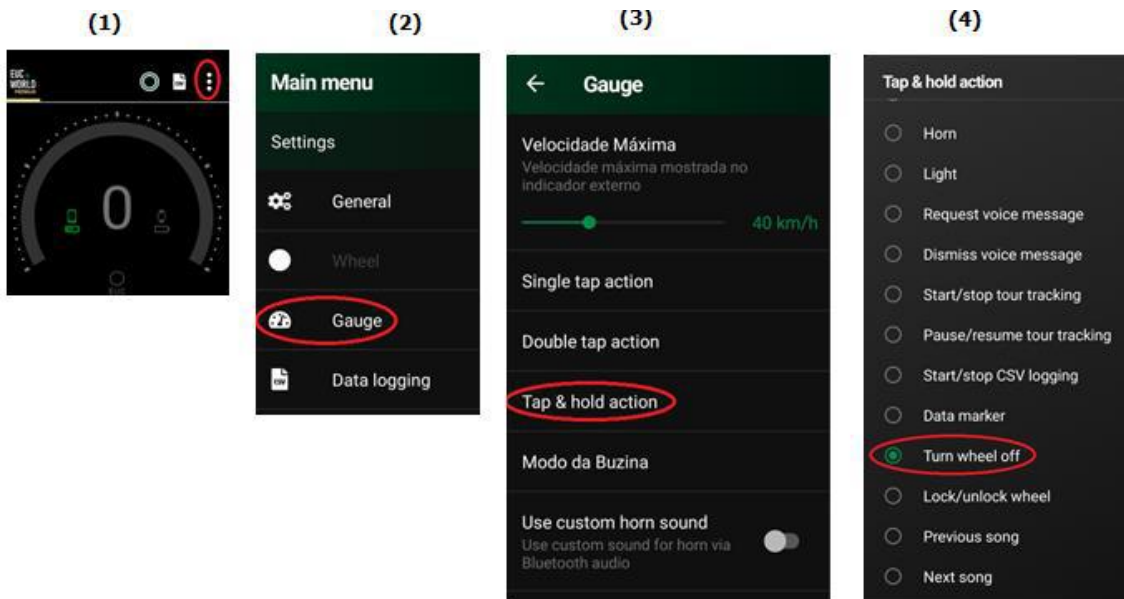 (1)
EUC
WORLD
0
EUC
(2)
Main menu
Settings
General
Wheel
Gauge
CSV
Data logging
(3)
Gauge
Velocidade Máxima
Velocidade máxima mostrada no
indicador externo
40 km/h
Single tap action
Double tap action
Tap & hold action
Modo da Buzina
Use custom horn sound
Use custom sound for horn via
Bluetooth audio
(4)
Tap & hold action
Horn
Light
Request voice message
Dismiss voice message
Start/stop tour tracking
Pause/resume tour tracking
Start/stop CSV logging
Data marker
Turn wheel off
Lock/unlock wheel
Previous song
Next song